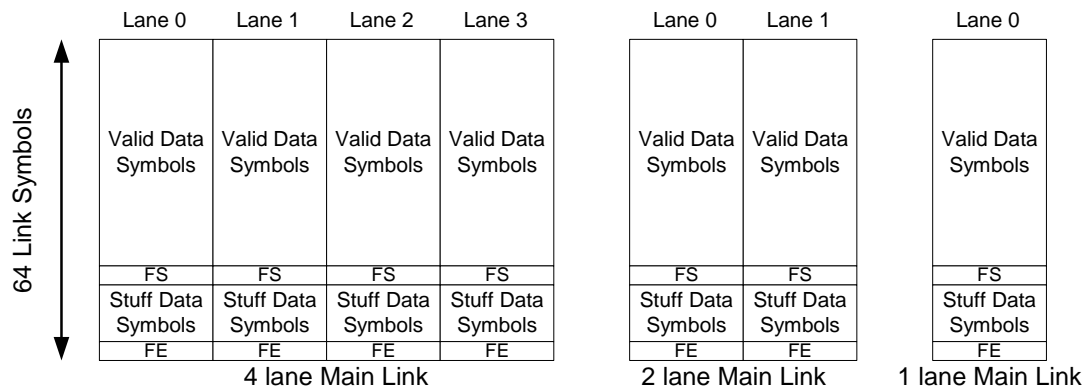 Lane 0 Lane 1 Lane 2 Lane 3 Lane 0 Lane 1 Lane 0
64 Link Symbols
Valid Data Valid Data Valid Data Valid Data Valid Data Valid Data Valid Data
Symbols Symbols Symbols Symbols Symbols Symbols Symbols
FS FS FS FS FS FS FS
Stuff Data Stuff Data Stuff Data Stuff Data Stuff Data Stuff Data Stuff Data
Symbols Symbols Symbols Symbols Symbols Symbols Symbols
FE FE FE FE FE FE FE
4 lane Main Link 2 lane Main Link 1 lane Main Link